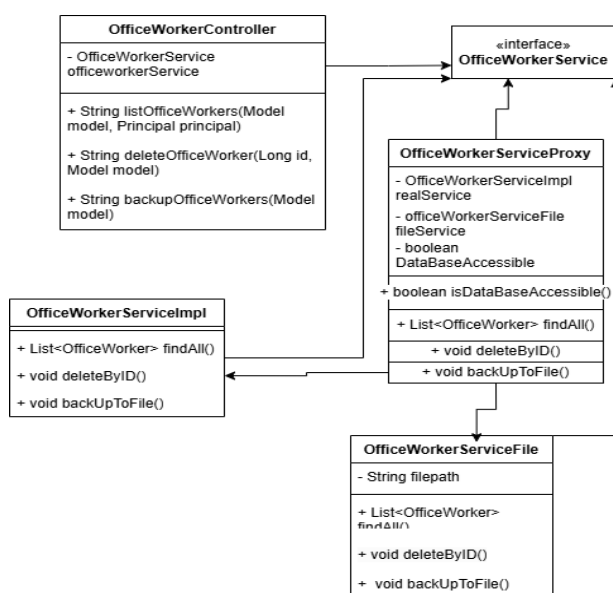 OfficeWorkerController
- OfficeWorkerService
officeworkerService
+ String listOfficeWorkers(Model
model, Principal principal)
+ String deleteOfficeWorker(Long id,
Model model)
+ String backupOfficeWorkers(Model
model)
«interface»
OfficeWorkerService
OfficeWorkerServiceProxy
- OfficeWorkerServiceImpl
realService
- officeWorkerServiceFile
fileService
- boolean
DataBaseAccessible
+ boolean isDataBaseAccessible()
+ List<OfficeWorker> findAll()
+ void deleteByID()
+ void backUpToFile()
OfficeWorkerServiceImpl
+ List<OfficeWorker> findAll()
+ void deleteByID()
+ void backUpToFile()
OfficeWorkerServiceFile
- String filepath
+ List<OfficeWorker>
findAll()
+ void deleteByID()
+ void backUpToFile()